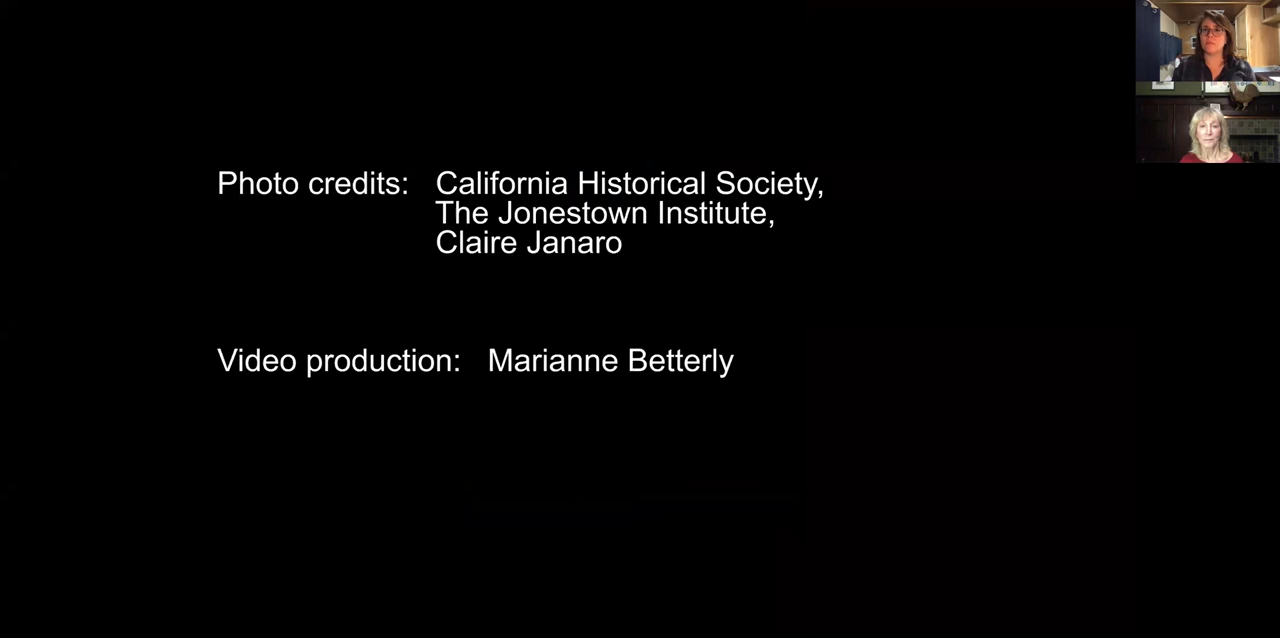 Photo credits: California Historical Society,
The Jonestown Institute,
Claire Janaro
Video production: Marianne Betterly